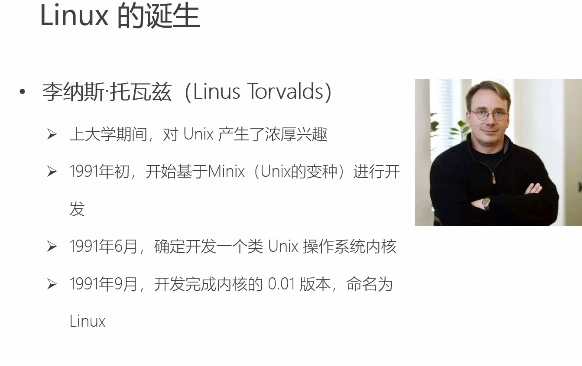 Linux 的诞生
• 李纳斯·托瓦兹（Linus Torvalds）
➢ 上大学期间，对 Unix 产生了浓厚兴趣
➢ 1991年初，开始基于Minix（Unix的变种）进行开
发
➢ 1991年6月，确定开发一个类 Unix 操作系统内核
➢ 1991年9月，开发完成内核的 0.01 版本，命名为
Linux